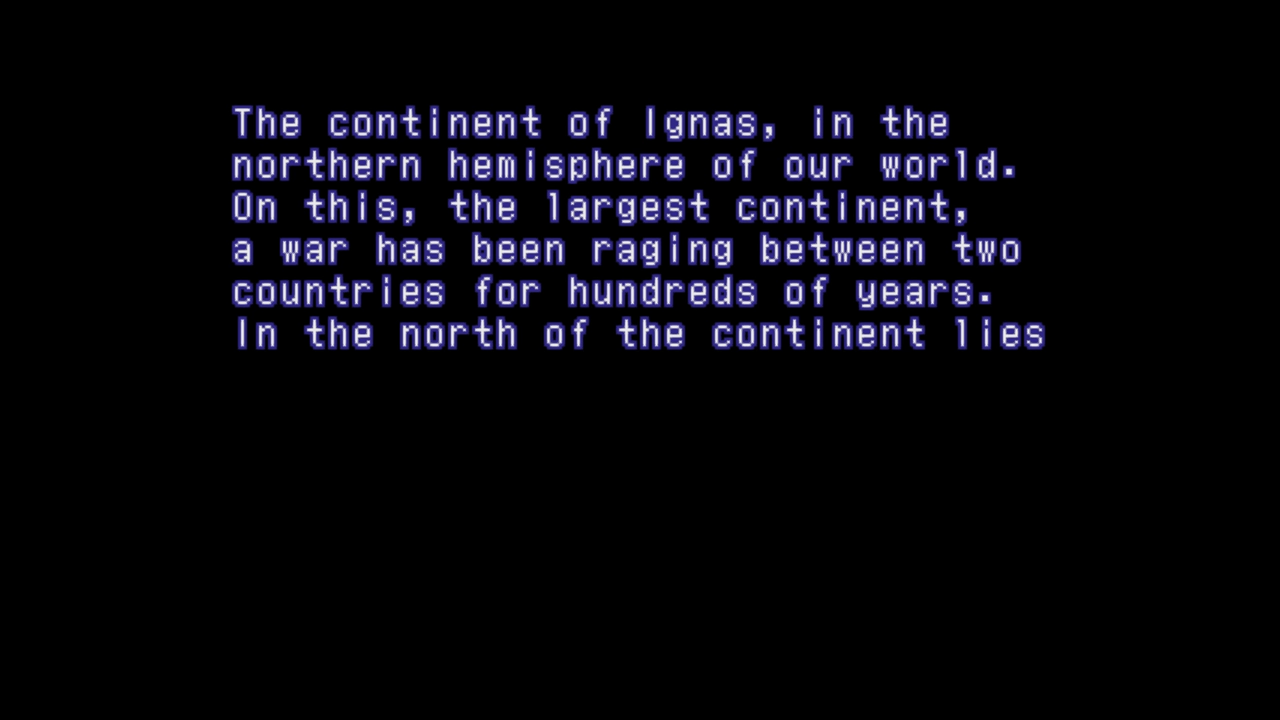 The continent of Ignas, in the
northern hemisphere of our world.
On this, the largest continent,
a war has been raging between two
countries for hundreds of years.
In the north of the continent lies